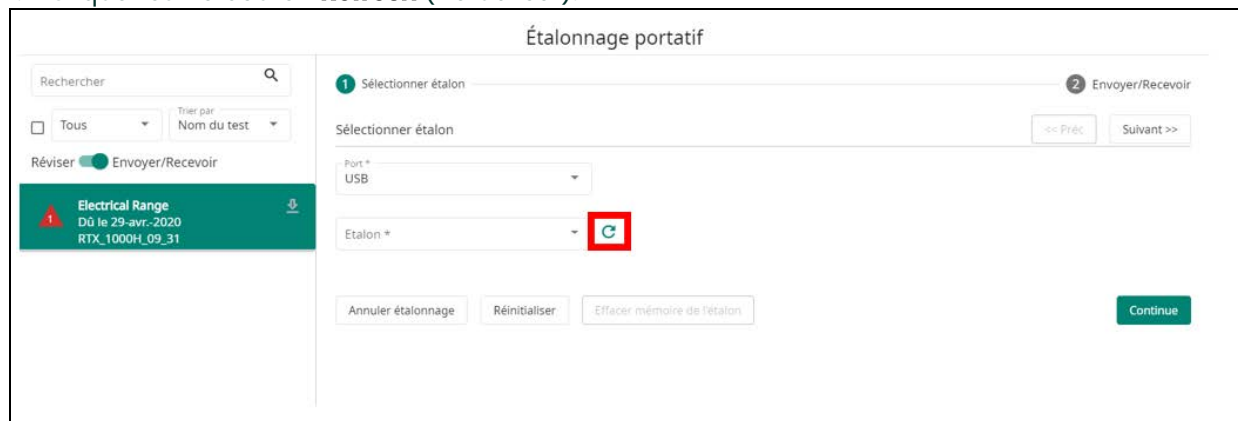 Étalonnage portatif
Rechercher
1 Sélectionner étalon
2 Envoyer/Recevoir
Tous
Trier par
Nom du test
Sélectionner étalon
<< Préc
Suivant >>
Réviser Envoyer/Recevoir
Port *
USB
1
Electrical Range
Dû le 29-avr.-2020
RTX_1000H_09_31
Etalon *
Annuler étalonnage
Réinitialiser
Effacer mémoire de l'étalon
Continue